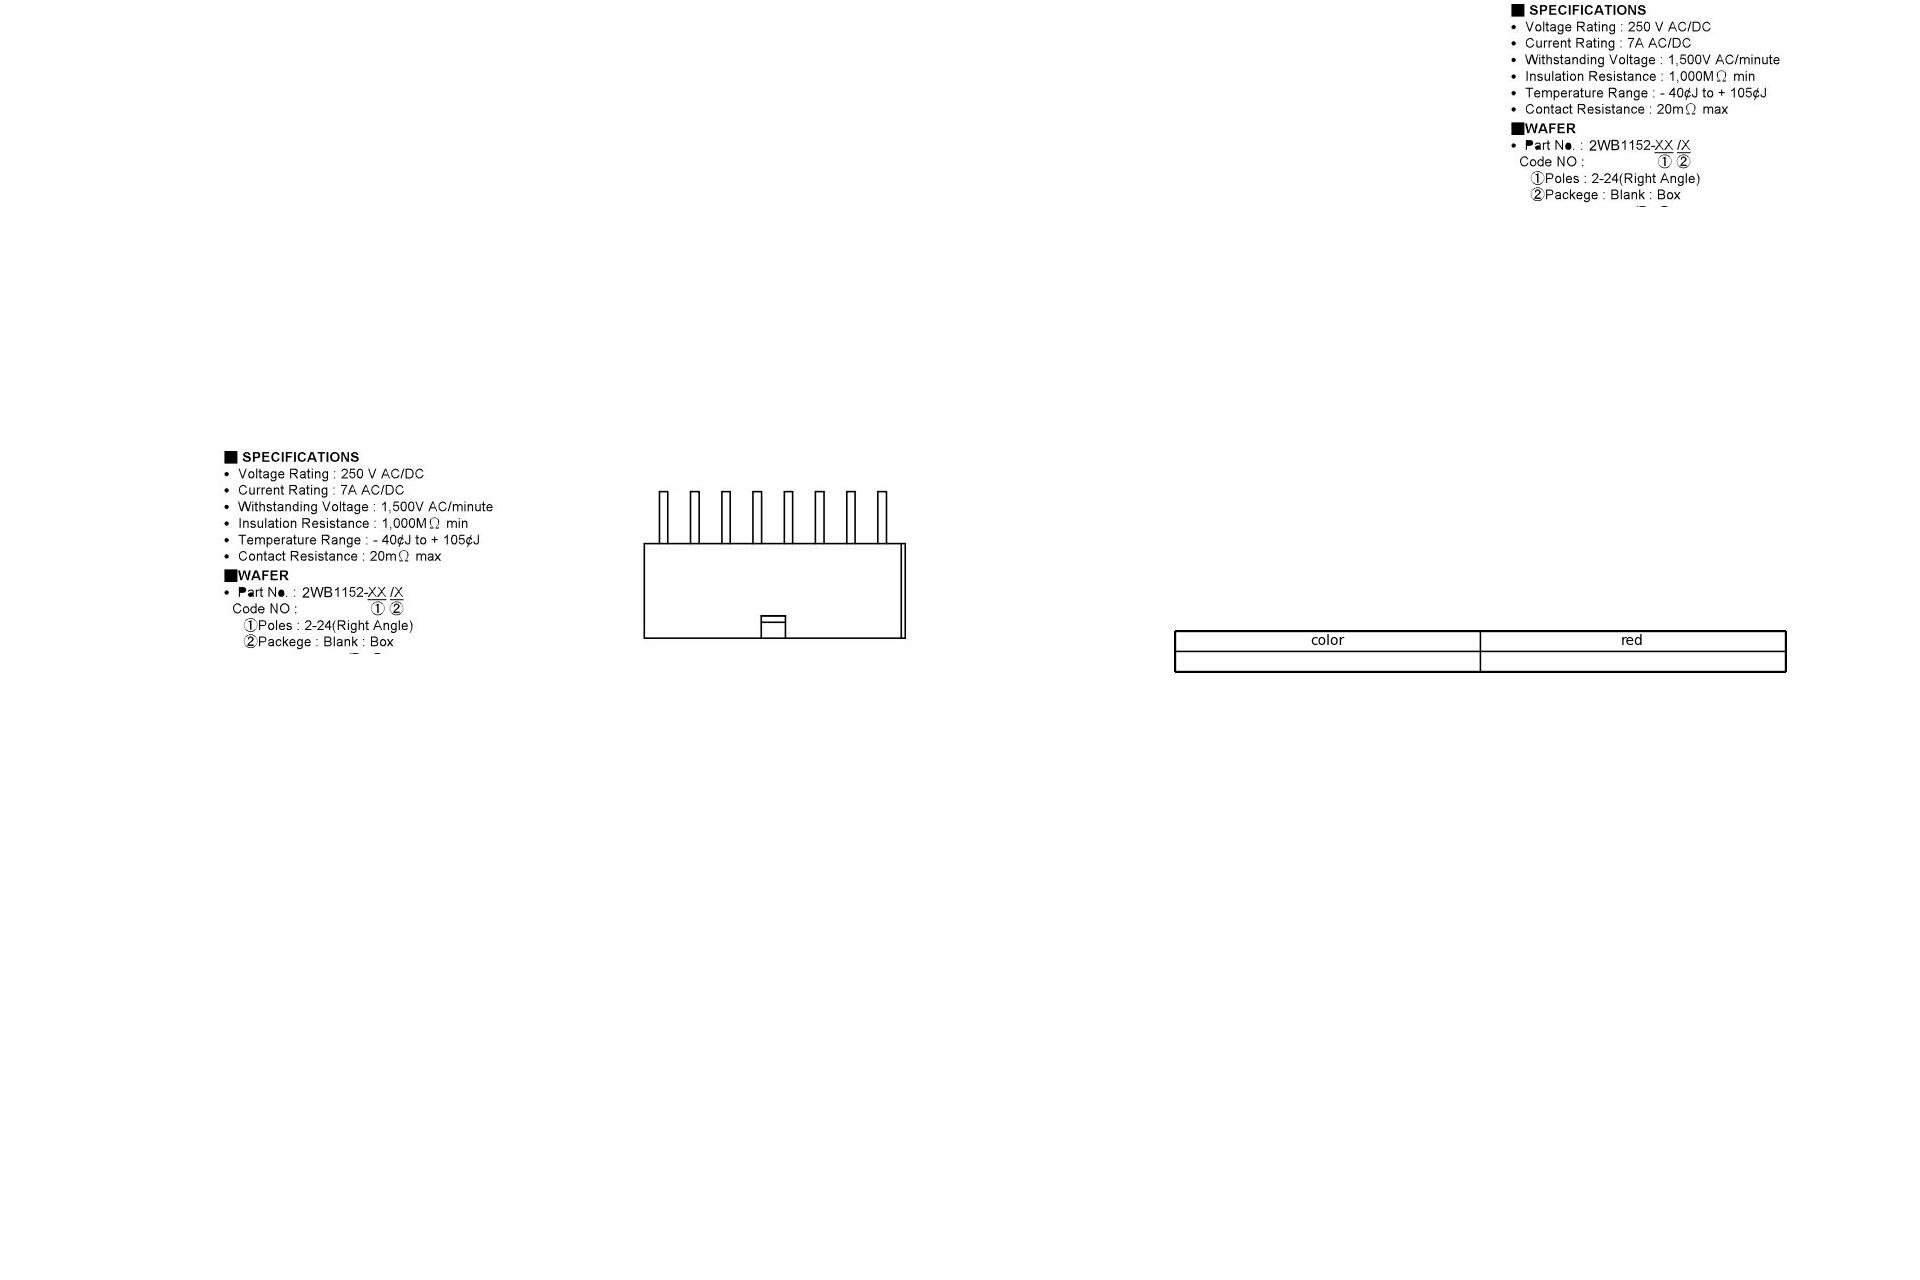 ■ SPECIFICATIONS
• Voltage Rating : 250 V AC/DC
• Current Rating : 7A AC/DC
• Withstanding Voltage : 1,500V AC/minute
• Insulation Resistance : 1,000MΩ min
• Temperature Range : - 40¢J to + 105¢J
• Contact Resistance : 20mΩ max
■WAFER
• Part No. : 2WB1152-XX /X
Code NO : ① ②
①Poles : 2-24(Right Angle)
②Packege : Blank : Box
■ SPECIFICATIONS
• Voltage Rating : 250 V AC/DC
• Current Rating : 7A AC/DC
• Withstanding Voltage : 1,500V AC/minute
• Insulation Resistance : 1,000MΩ min
• Temperature Range : - 40¢J to + 105¢J
• Contact Resistance : 20mΩ max
■WAFER
• Part No. : 2WB1152-XX /X
Code NO : ① ②
①Poles : 2-24(Right Angle)
②Packege : Blank : Box
color red